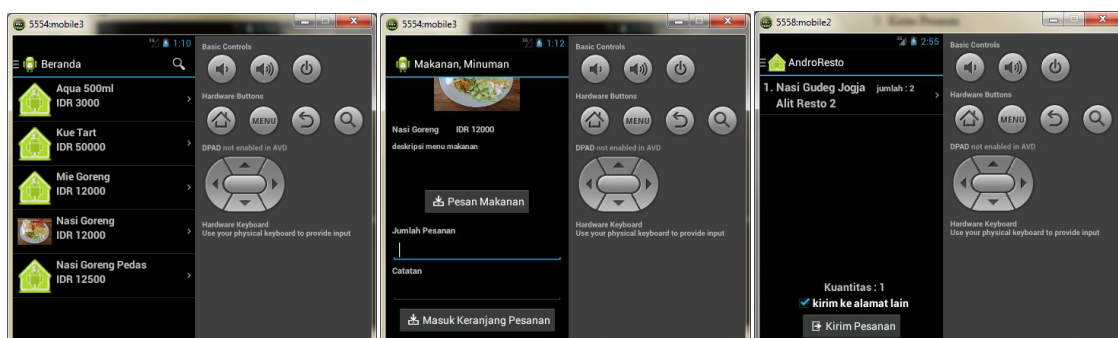 5554:mobile3
3G 1:10
Beranda
Aqua 500ml
IDR 3000
Kue Tart
IDR 50000
Mie Goreng
IDR 12000
Nasi Goreng
IDR 12000
Nasi Goreng Pedas
IDR 12500
Basic Controls
Hardware Buttons
MENU
DPAD not enabled in AVD
Hardware Keyboard
Use your physical keyboard to provide input
5554:mobile3
3G 1:12
Makanan, Minuman
Nasi Goreng IDR 12000
deskripsi menu makanan
Pesan Makanan
Jumlah Pesanan
Catatan
Masuk Keranjang Pesanan
Basic Controls
Hardware Buttons
MENU
DPAD not enabled in AVD
Hardware Keyboard
Use your physical keyboard to provide input
5558:mobile2
3G 2:55
AndroResto
1. Nasi Gudeg Jogja jumlah : 2
Alit Resto 2
Kuantitas : 1
kirim ke alamat lain
Kirim Pesanan
Basic Controls
Hardware Buttons
MENU
DPAD not enabled in AVD
Hardware Keyboard
Use your physical keyboard to provide input